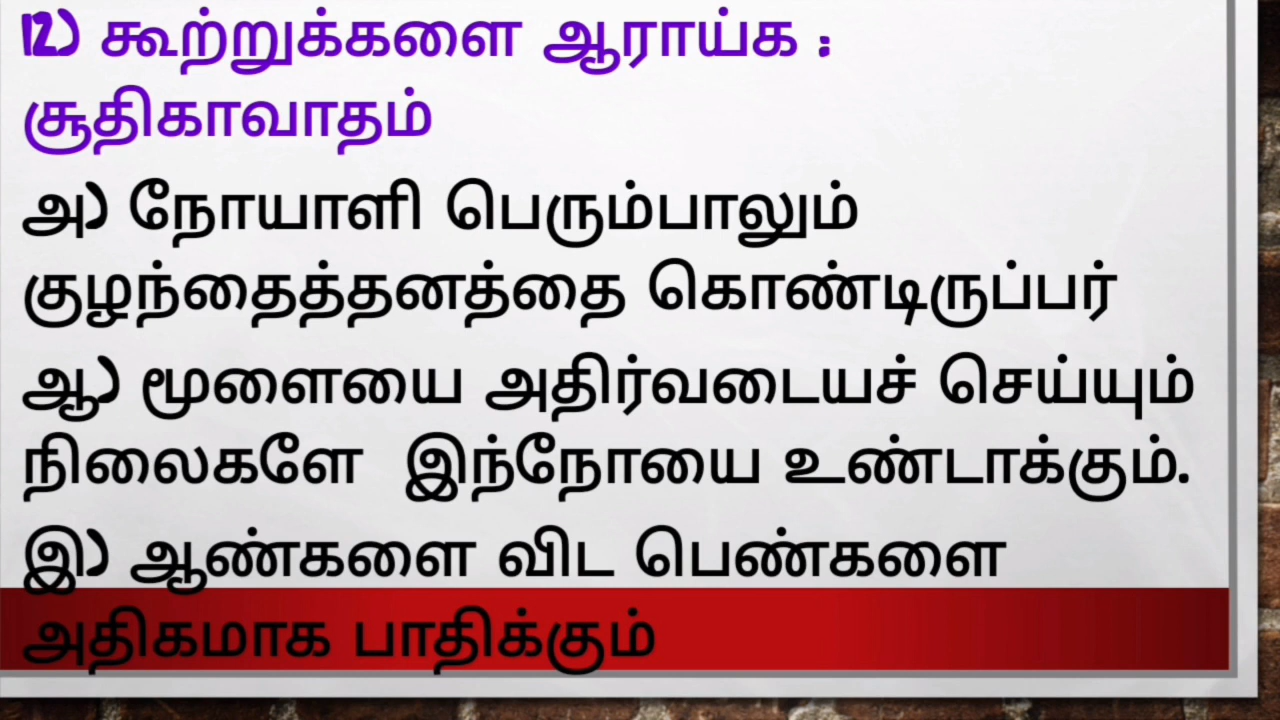 12) கூற்றுக்களை ஆராய்க :
சூதிகாவாதம்
அ) நோயாளி பெரும்பாலும்
குழந்தைத்தனத்தை கொண்டிருப்பர்
ஆ) மூளையை அதிர்வடையச் செய்யும்
நிலைகளே இந்நோயை உண்டாக்கும்.
இ) ஆண்களை விட பெண்களை
அதிகமாக பாதிக்கும்